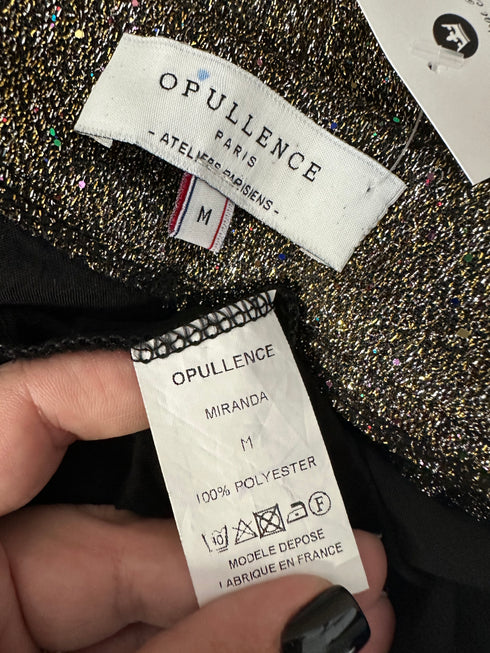 OPULLENCE
PARIS
- ATELIERS PARISIENS -
M
OPULLENCE
MIRANDA
M
100% POLYESTER
F
MODELE DEPOSE
FABRIQUE EN FRANCE